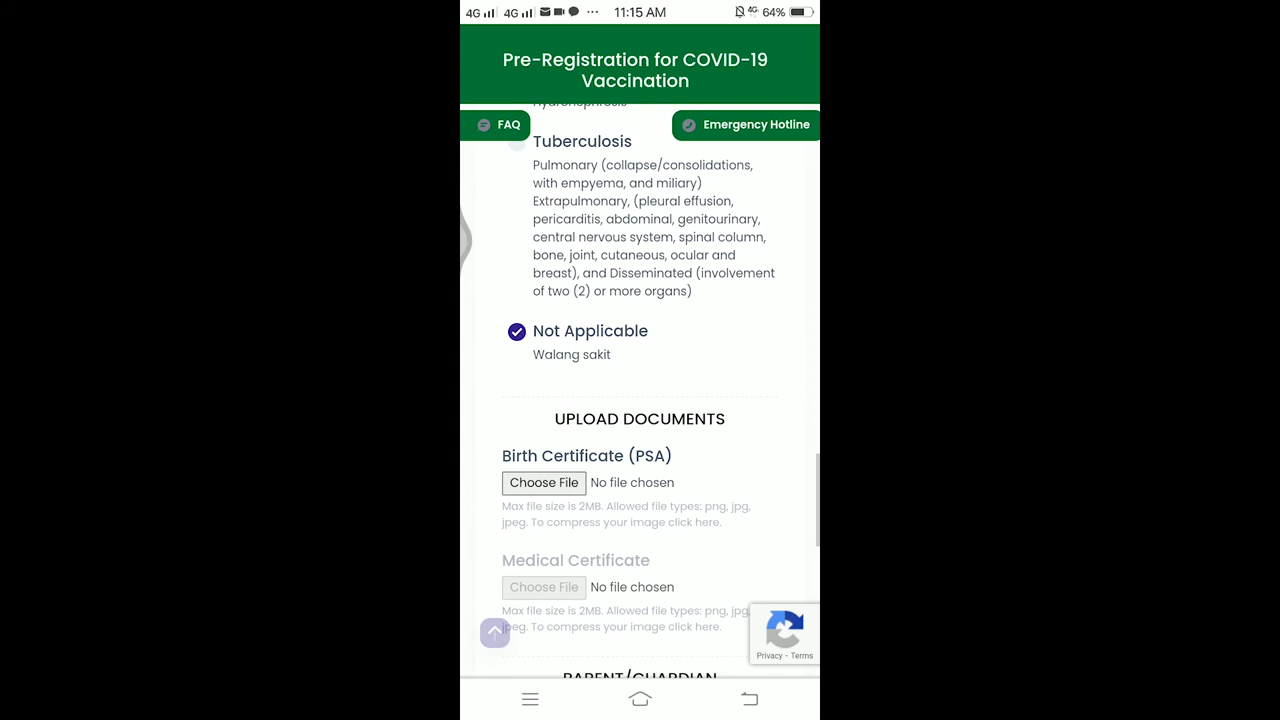 4G 4G ... 11:15 AM 4G 64%
Pre-Registration for COVID-19
Vaccination
Hydronephrosis
FAQ
Emergency Hotline
Tuberculosis
Pulmonary (collapse/consolidations,
with empyema, and miliary)
Extrapulmonary, (pleural effusion,
pericarditis, abdominal, genitourinary,
central nervous system, spinal column,
bone, joint, cutaneous, ocular and
breast), and Disseminated (involvement
of two (2) or more organs)
Not Applicable
Walang sakit
UPLOAD DOCUMENTS
Birth Certificate (PSA)
Choose File No file chosen
Max file size is 2MB. Allowed file types: png, jpg,
jpeg. To compress your image click here.
Medical Certificate
Choose File No file chosen
Max file size is 2MB. Allowed file types: png, jpg,
jpeg. To compress your image click here.
Privacy - Terms
PARENT/GUARDIAN